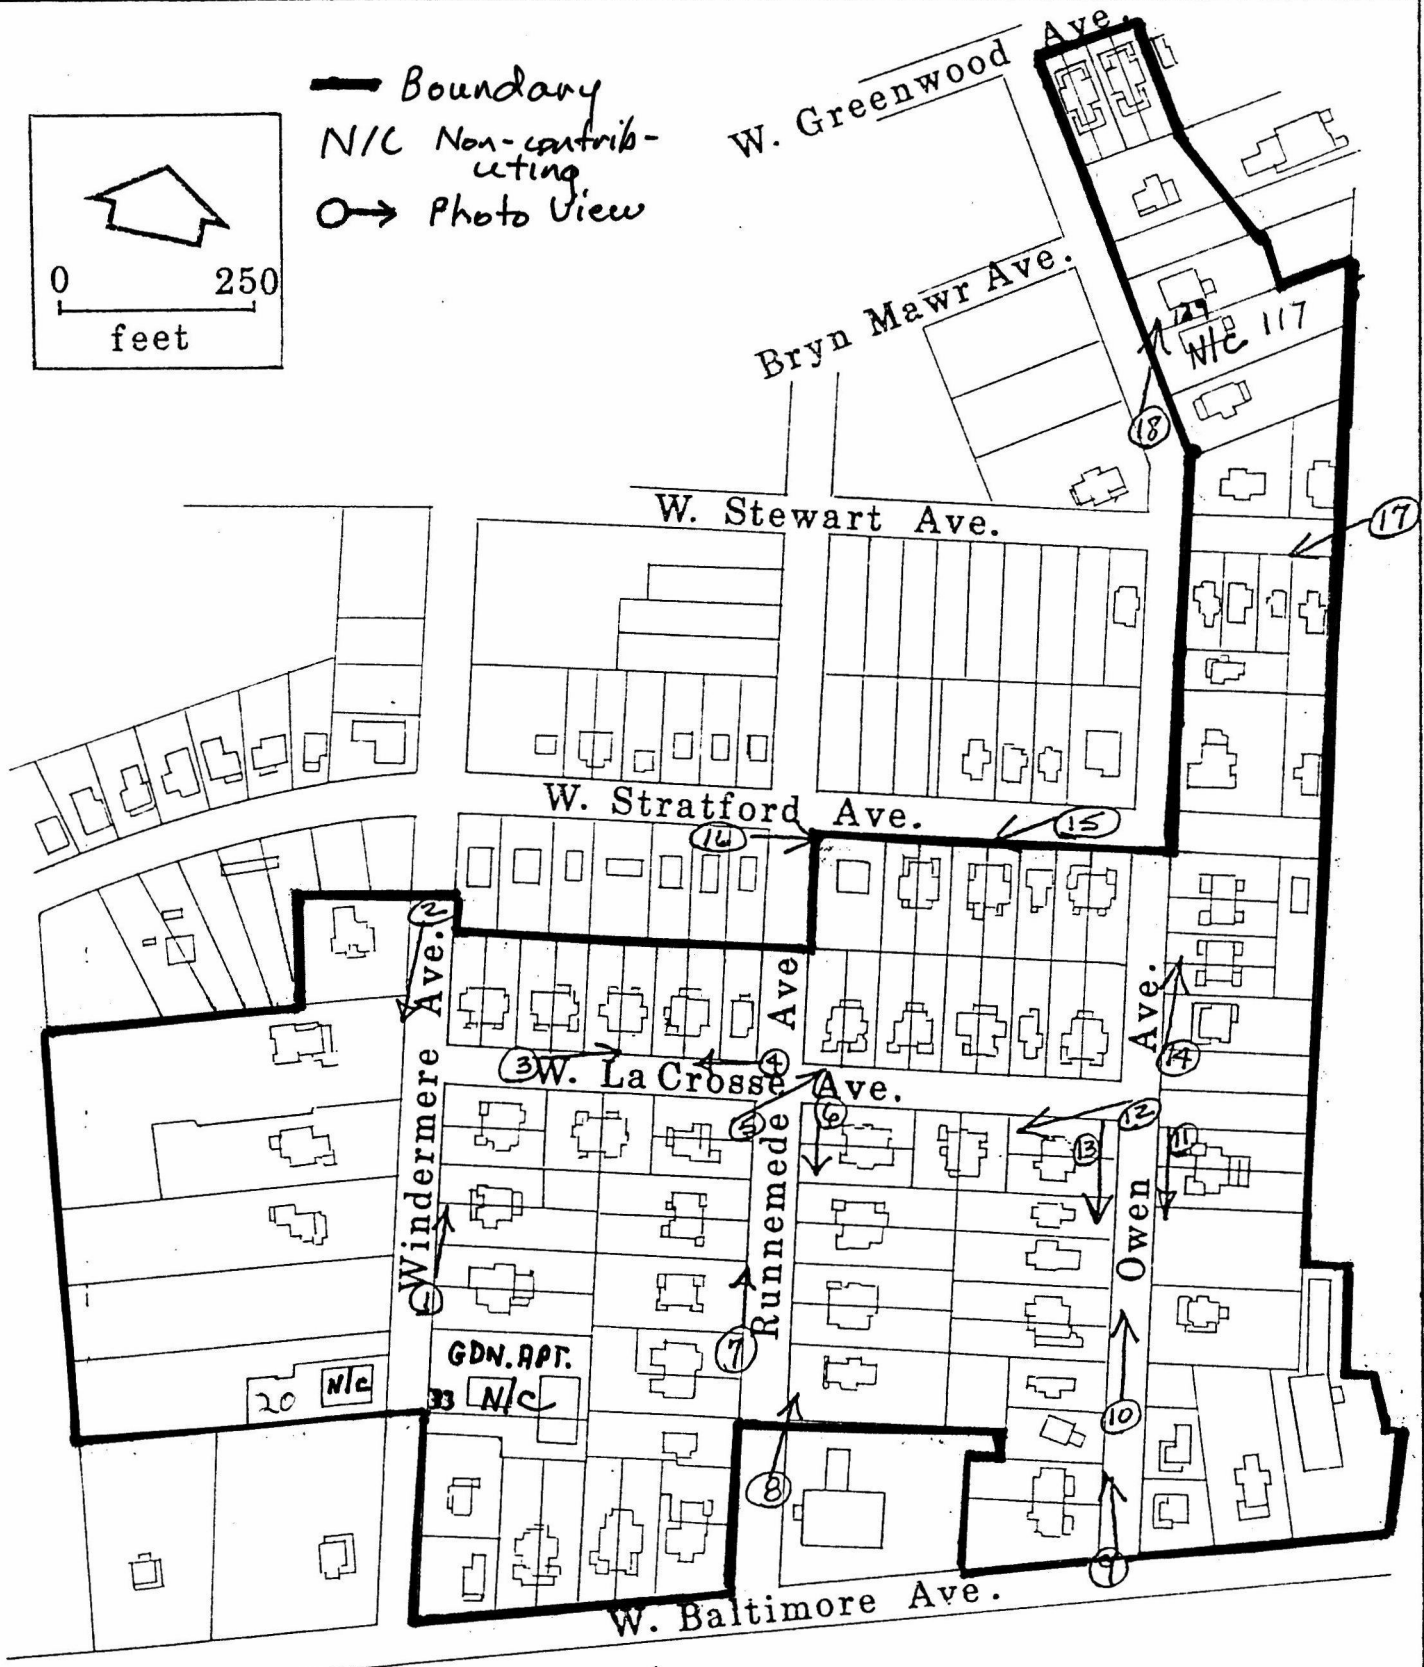 Boundary
N/C Non-contrib-
uting
Photo View
0 250
feet
W. Greenwood Ave.
Bryn Mawr Ave.
N/C 117
18
W. Stewart Ave.
17
W. Stratford Ave.
16
15
2
Windermere Ave.
3
4
W. La Crosse Ave.
Runnemede Ave
5
6
Owen Ave.
14
12
13
11
1
7
GDN. APT.
33 N/C
20
N/C
10
8
9
W. Baltimore Ave.